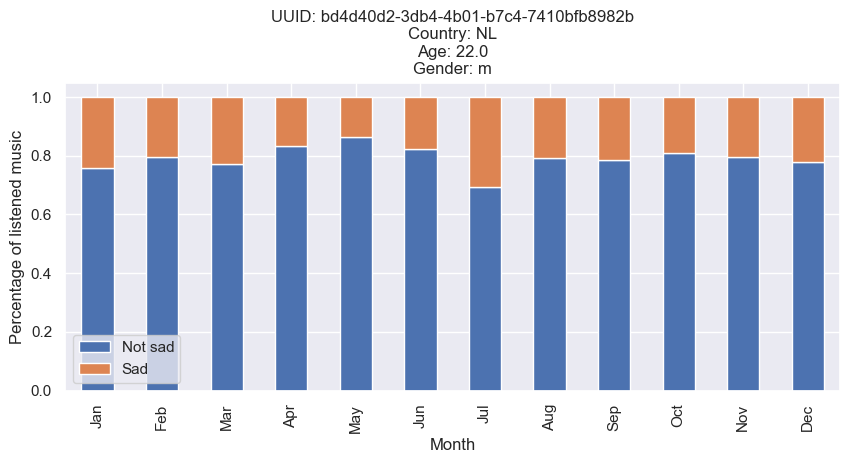 UUID: bd4d40d2-3db4-4b01-b7c4-7410bfb8982b
Country: NL
Age: 22.0
Gender: m
Percentage of listened music
1.0
0.8
0.6
0.4
0.2
0.0
Not sad
Sad
Jan
Feb
Mar
Apr
May
Jun
Jul
Aug
Sep
Oct
Nov
Dec
Month